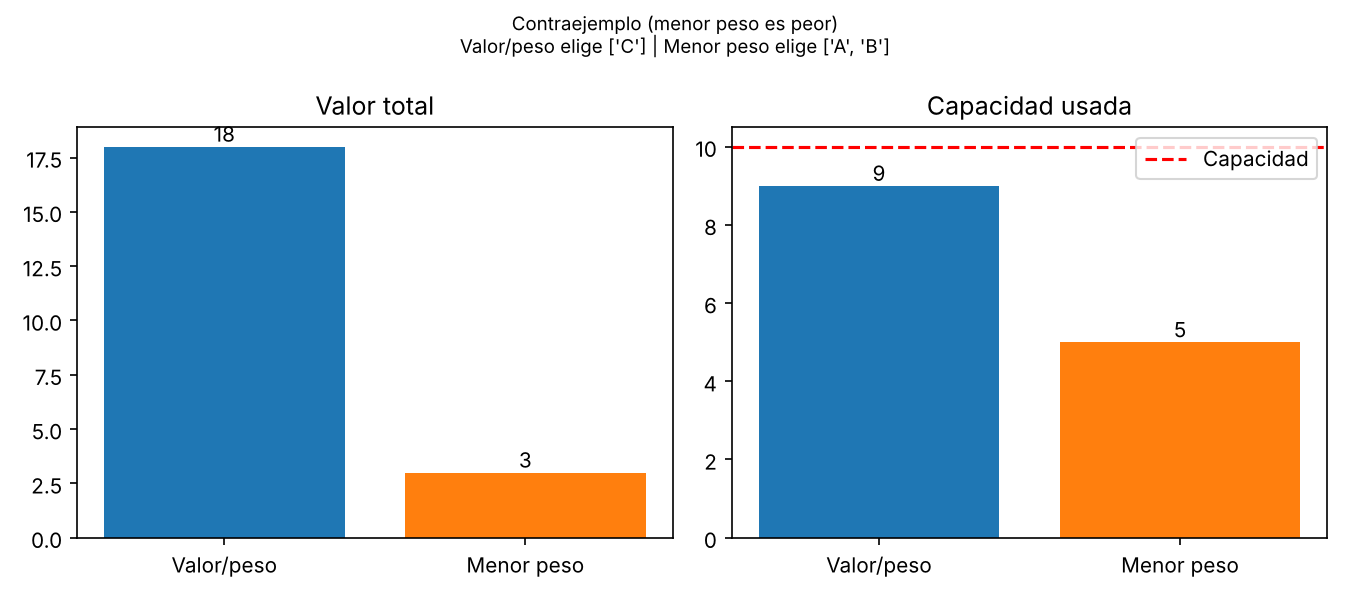 Contraejemplo (menor peso es peor)
Valor/peso elige ['C'] | Menor peso elige ['A', 'B']
Valor total
18
3
17.5
15.0
12.5
10.0
7.5
5.0
2.5
0.0
Valor/peso
Menor peso
Capacidad usada
Capacidad
9
5
10
8
6
4
2
0
Valor/peso
Menor peso